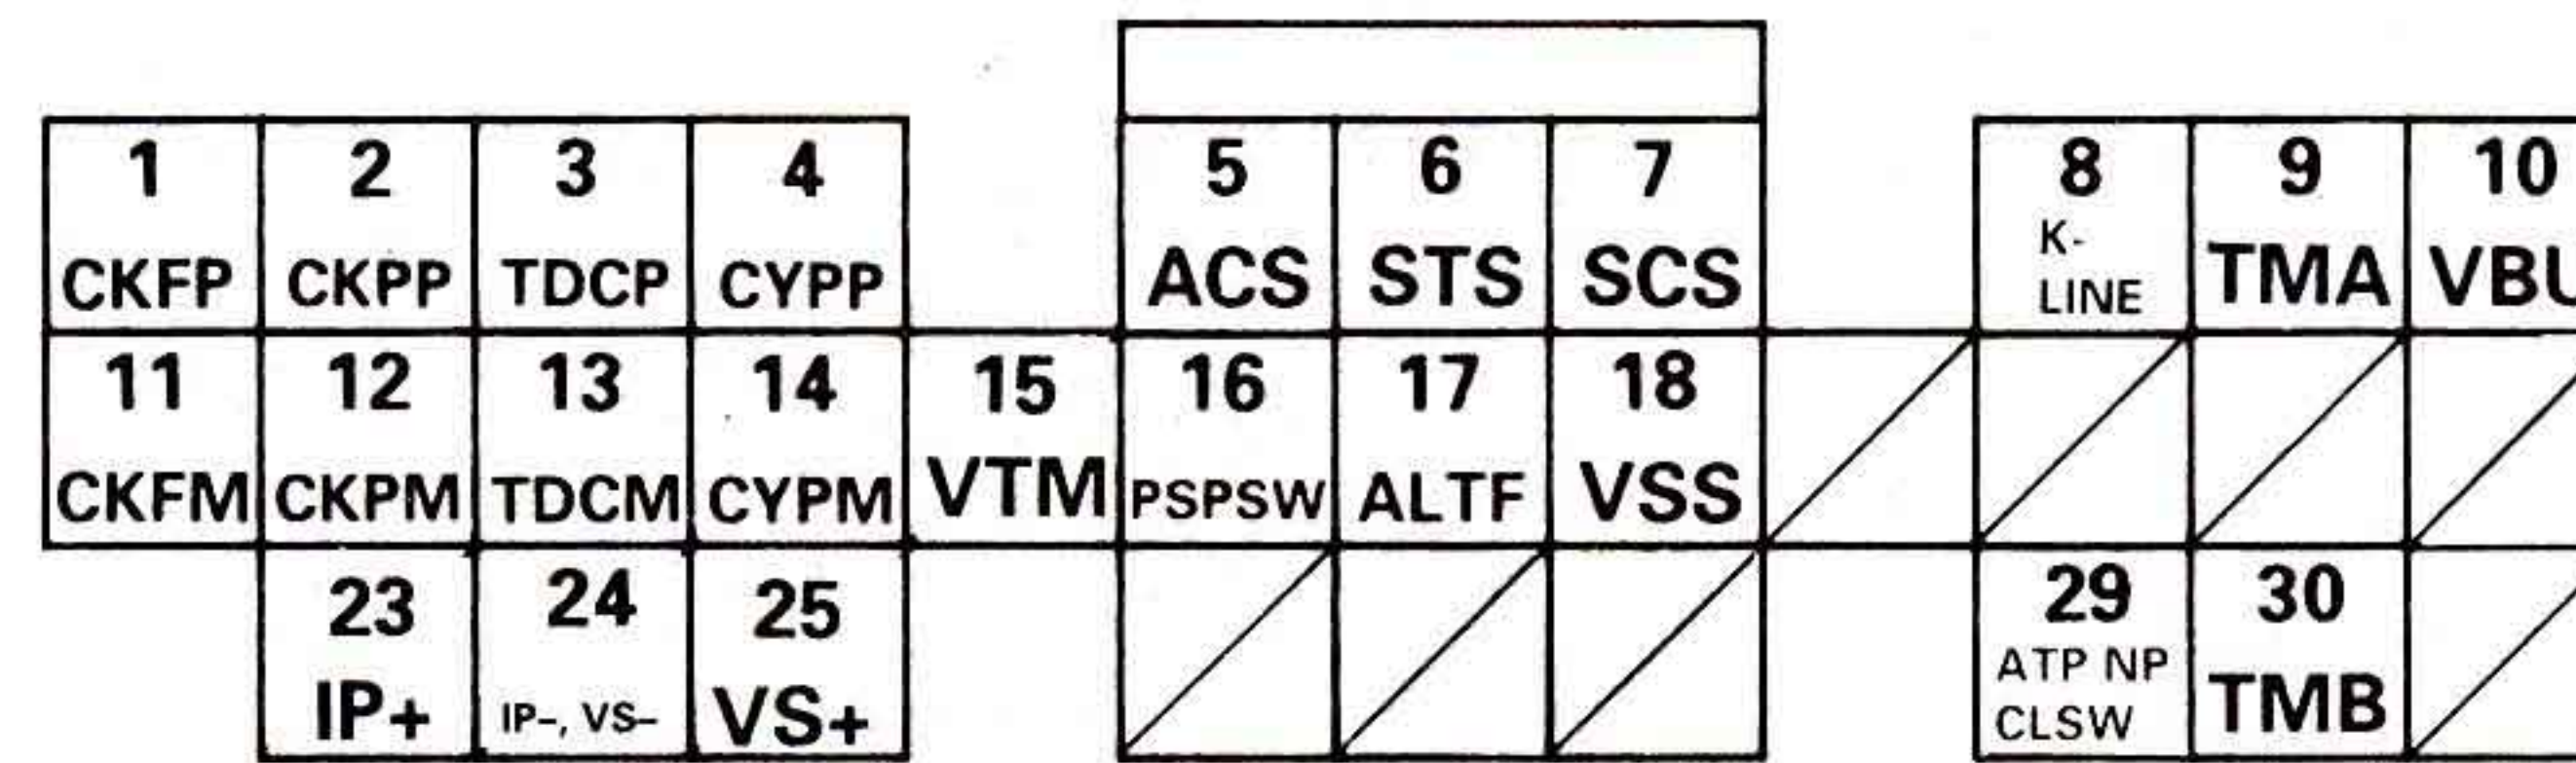 1 2 3 4 5 6 7 8 9 10
CKFP CKPP TDCP CYPP ACS STS SCS K-
LINE TMA
11 12 13 14 15 16 17 18
CKFM CKPM TDCM CYPM VTM PSPSW ALTF VSS
23 24 25 29 30
IP+ IP–, VS– VS+ ATP NP
CLSW TMB